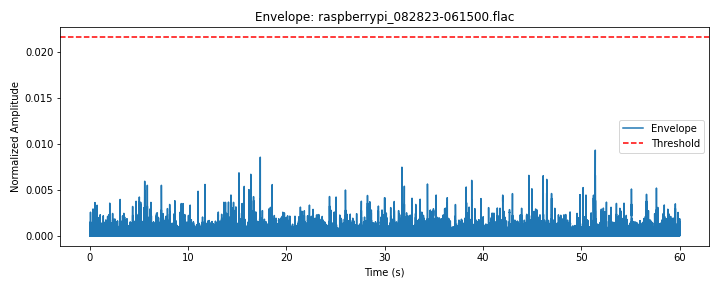 Envelope: raspberrypi_082823-061500.flac
Normalized Amplitude
0.020
0.015
0.010
0.005
0.000
Envelope
Threshold
0
10
20
30
40
50
60
Time (s)